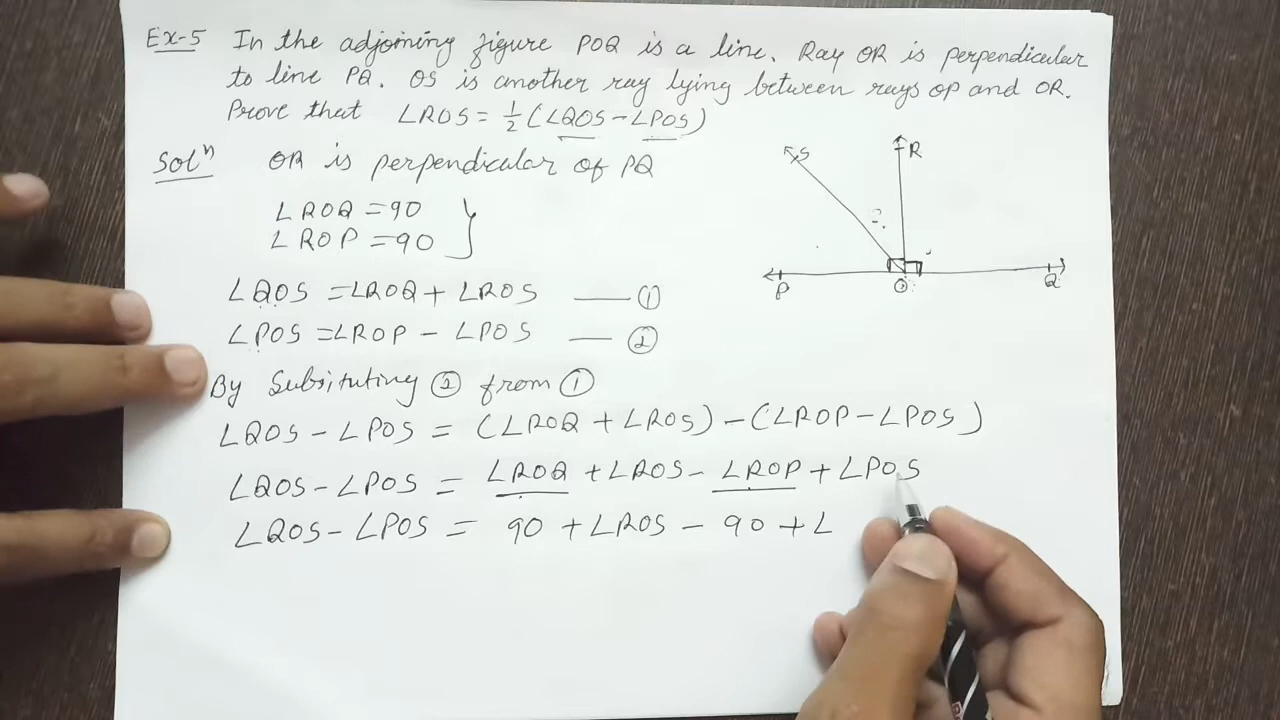 Ex-5 In the adjoining figure POQ is a line. Ray OR is perpendicular
to line PQ. OS is another ray lying between rays OP and OR.
Prove that ∠ROS = 1/2 (∠QOS - ∠POS)
Solⁿ OR is perpendicular of PQ
∠ROQ = 90
∠ROP = 90
∠QOS = ∠ROQ + ∠ROS —— ①
∠POS = ∠ROP - ∠POS —— ②
By Subsituting ② from ①
∠QOS - ∠POS = (∠ROQ + ∠ROS) - (∠ROP - ∠POS)
∠QOS - ∠POS = ∠ROQ + ∠ROS - ∠ROP + ∠POS
∠QOS - ∠POS = 90 + ∠ROS - 90 + ∠
S R
?.
P O Q